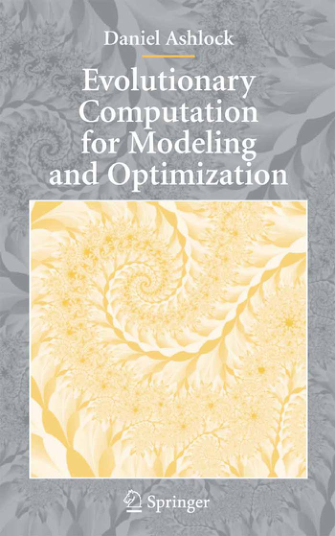 Daniel Ashlock
Evolutionary
Computation
for Modeling
and Optimization
Springer